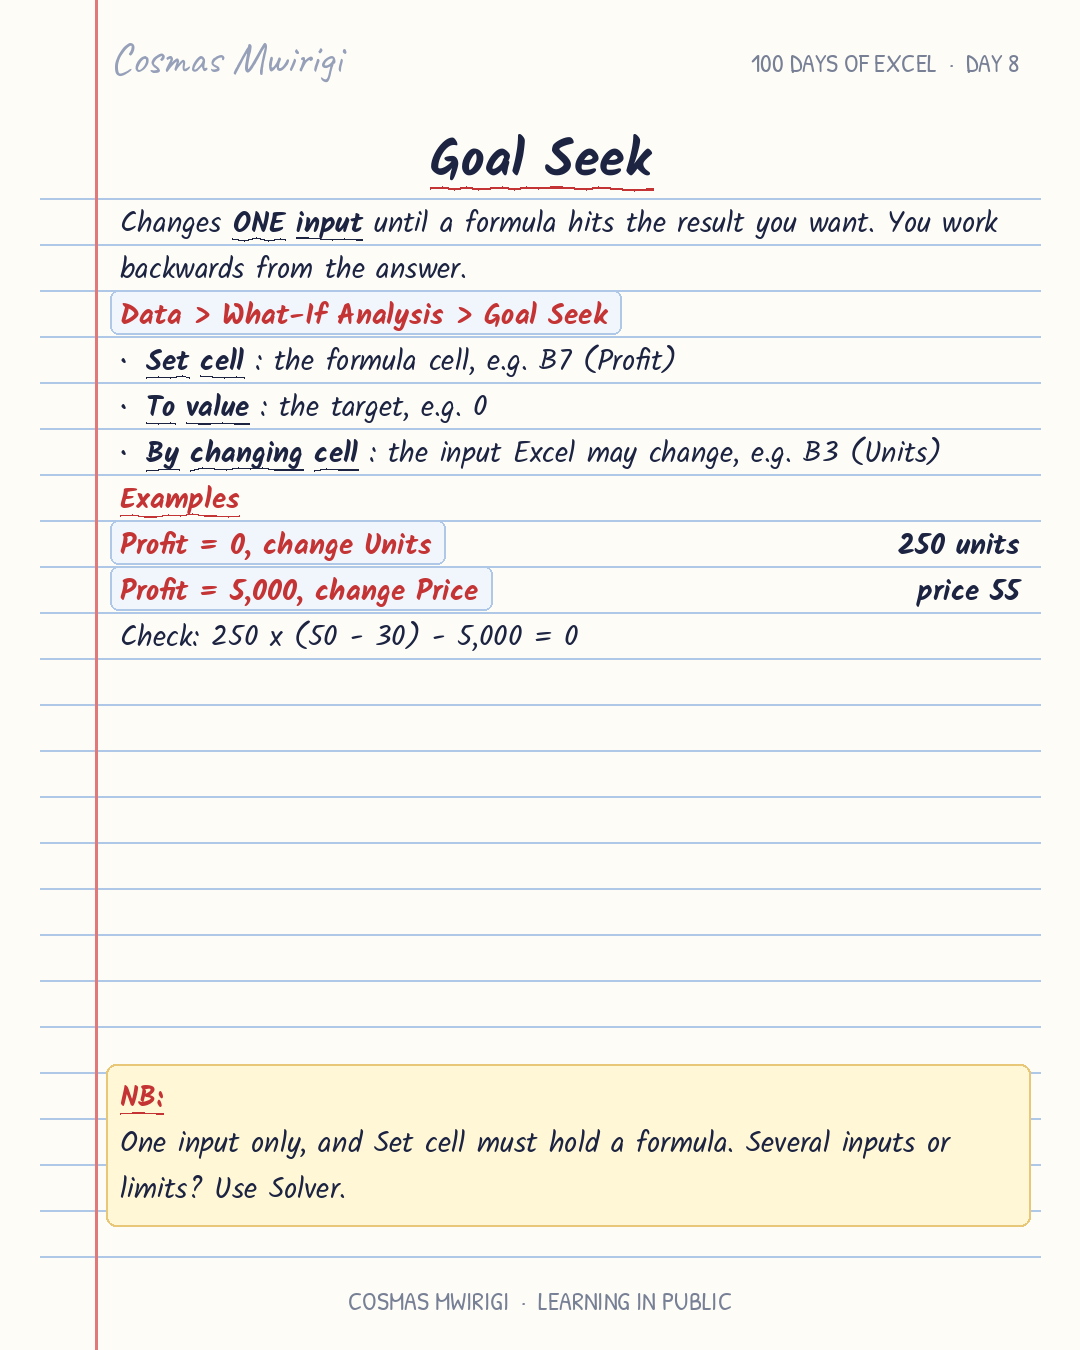 Cosmas Mwirigi
100 DAYS OF EXCEL · DAY 8
Goal Seek
Changes ONE input until a formula hits the result you want. You work
backwards from the answer.
Data > What-If Analysis > Goal Seek
· Set cell : the formula cell, e.g. B7 (Profit)
· To value : the target, e.g. 0
· By changing cell : the input Excel may change, e.g. B3 (Units)
Examples
Profit = 0, change Units 250 units
Profit = 5,000, change Price price 55
Check: 250 x (50 - 30) - 5,000 = 0
NB:
One input only, and Set cell must hold a formula. Several inputs or
limits? Use Solver.
COSMAS MWIRIGI · LEARNING IN PUBLIC